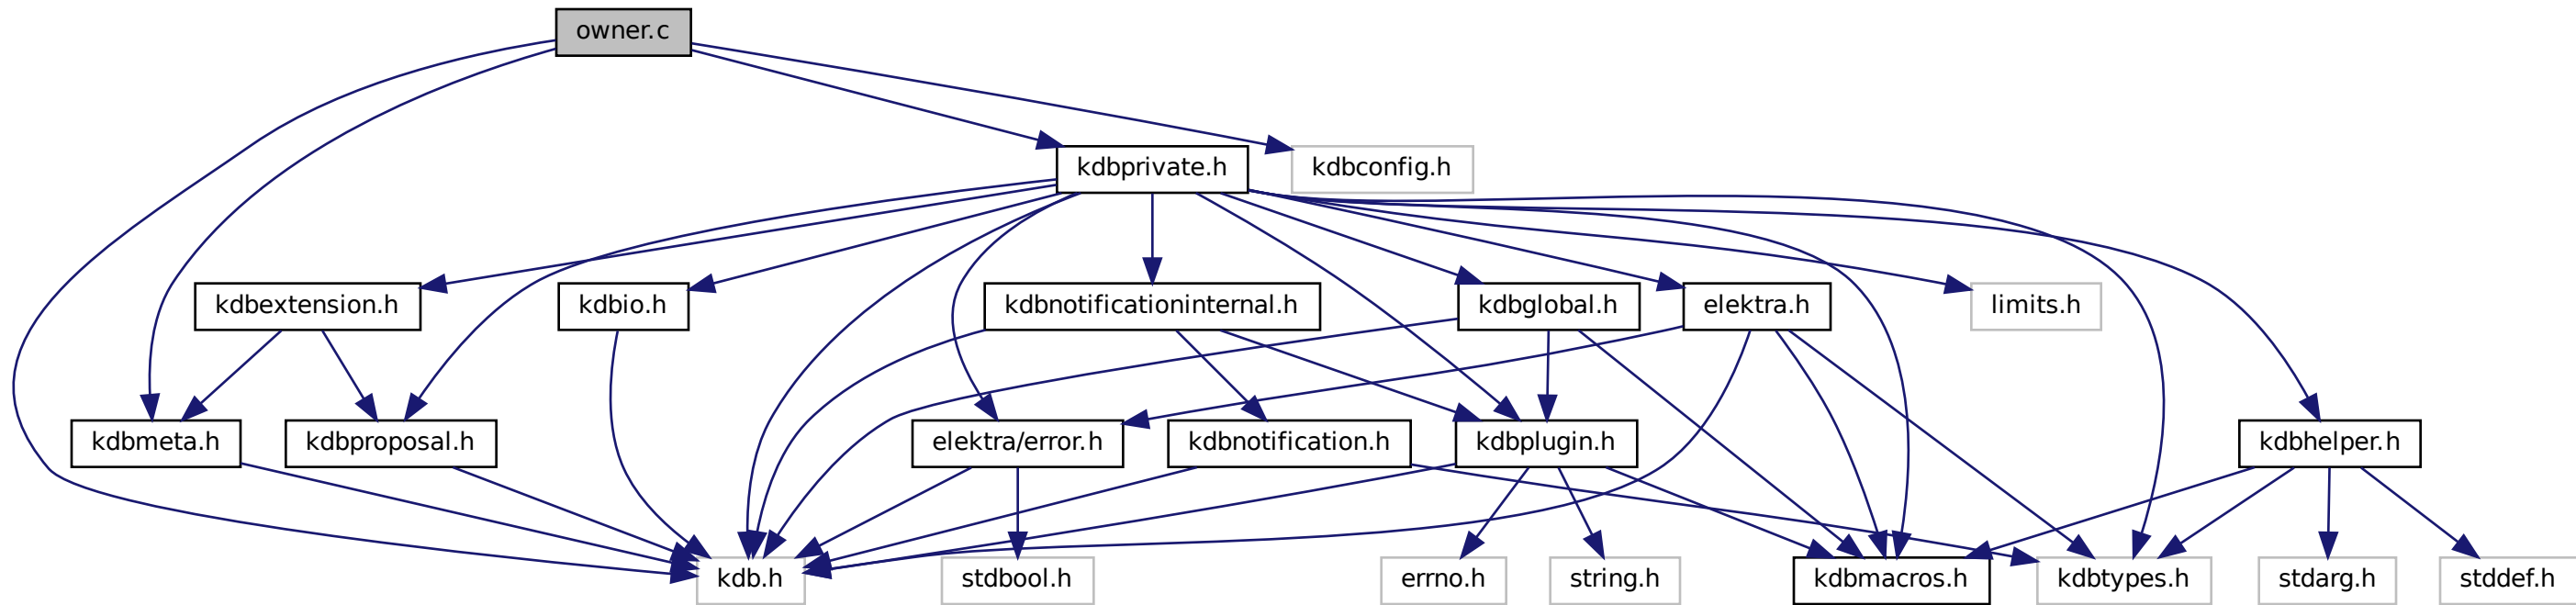 owner.c
kdbprivate.h
kdbconfig.h
kdbextension.h
kdbio.h
kdbnotificationinternal.h
kdbglobal.h
elektra.h
limits.h
kdbmeta.h
kdbproposal.h
elektra/error.h
kdbnotification.h
kdbplugin.h
kdbhelper.h
kdb.h
stdbool.h
errno.h
string.h
kdbmacros.h
kdbtypes.h
stdarg.h
stddef.h